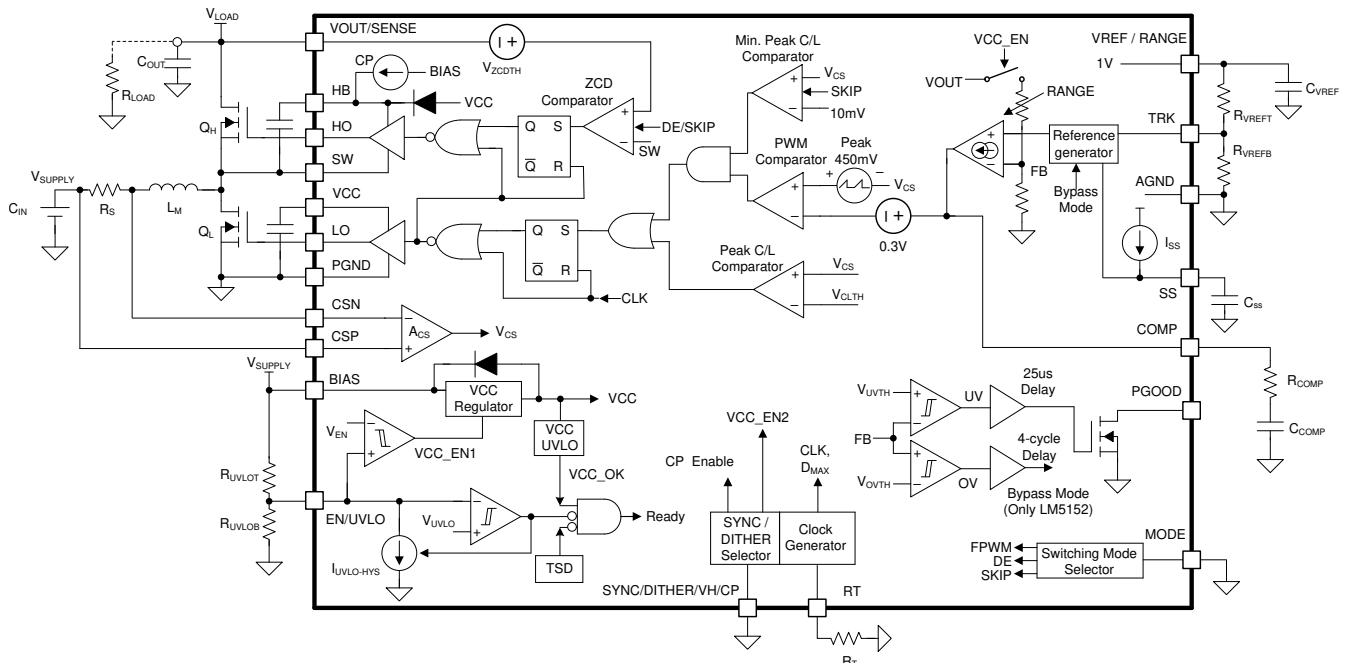 VLOAD
VOUT/SENSE
COUT
RLOAD
VZCDTH
CP
BIAS
HB
VCC
ZCD
Comparator
DE/SKIP
SW
QH
HO
SW
Q
S
Q
R
Min. Peak C/L
Comparator
VCS
SKIP
10mV
PWM
Comparator
Peak
450mV
VCS
0.3V
VCC_EN
VOUT
RANGE
FB
Reference
generator
Bypass
Mode
VREF / RANGE
1V
CVREF
RVREFT
TRK
RVREFB
AGND
ISS
SS
CSS
VSUPPLY
CIN
RS
LM
VCC
QL
LO
PGND
Q
S
Q
R
CLK
Peak C/L
Comparator
VCS
VCLTH
CSN
CSP
ACS
VCS
COMP
RCOMP
CCOMP
VSUPPLY
BIAS
VCC
Regulator
VCC
VCC
UVLO
VEN
VCC_EN1
VCC_OK
RUVLOT
RUVLOB
EN/UVLO
VUVLO
IUVLO-HYS
TSD
Ready
VCC_EN2
CP Enable
CLK,
DMAX
SYNC /
DITHER
Selector
Clock
Generator
SYNC/DITHER/VH/CP
RT
RT
VUVTH
FB
VOVTH
UV
OV
25us
Delay
4-cycle
Delay
Bypass Mode
(Only LM5152)
PGOOD
MODE
FPWM
DE
SKIP
Switching Mode
Selector